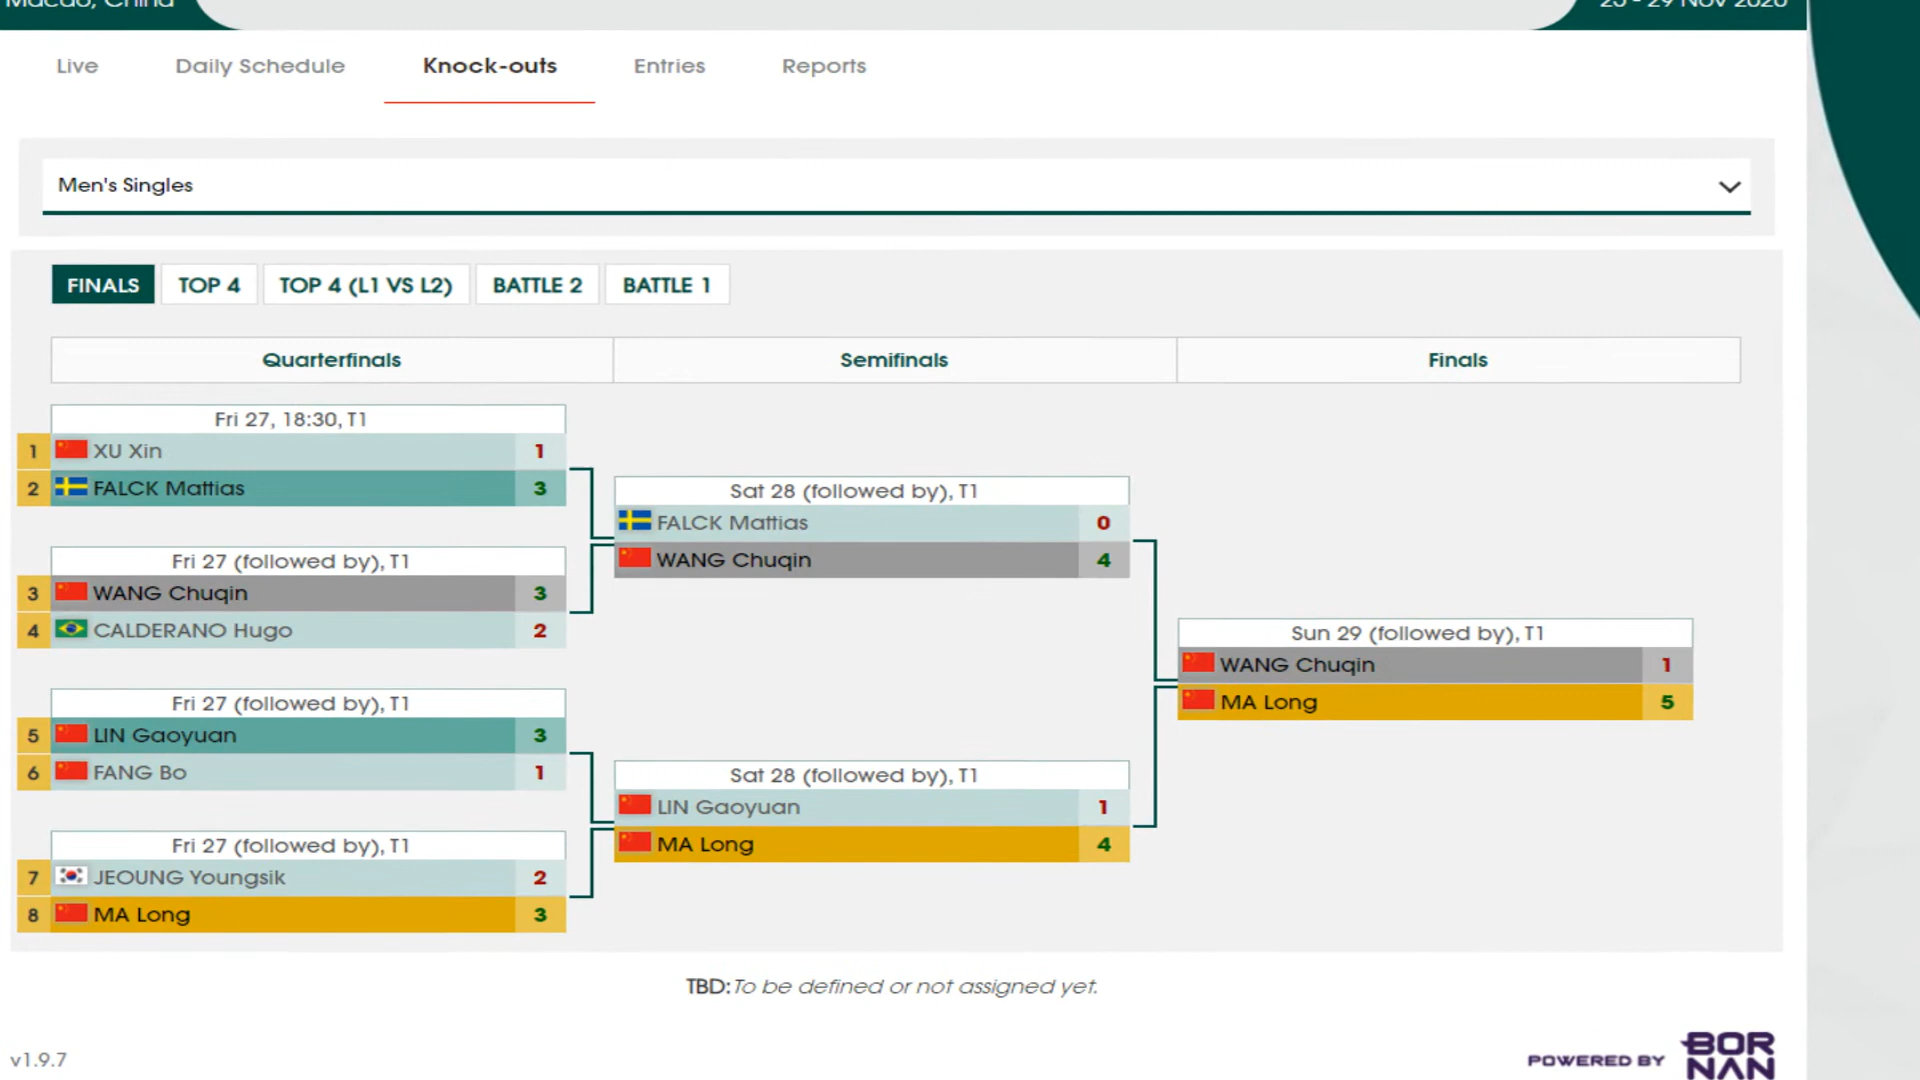 Macao, China
25 - 29 Nov 2020
Live
Daily Schedule
Knock-outs
Entries
Reports
Men's Singles
FINALS
TOP 4
TOP 4 (L1 VS L2)
BATTLE 2
BATTLE 1
Quarterfinals
Semifinals
Finals
Fri 27, 18:30, T1
1 XU Xin 1
2 FALCK Mattias 3
Fri 27 (followed by), T1
3 WANG Chuqin 3
4 CALDERANO Hugo 2
Fri 27 (followed by), T1
5 LIN Gaoyuan 3
6 FANG Bo 1
Fri 27 (followed by), T1
7 JEOUNG Youngsik 2
8 MA Long 3
Sat 28 (followed by), T1
FALCK Mattias 0
WANG Chuqin 4
Sat 28 (followed by), T1
LIN Gaoyuan 1
MA Long 4
Sun 29 (followed by), T1
WANG Chuqin 1
MA Long 5
TBD: To be defined or not assigned yet.
v1.9.7
POWERED BY
BOR
NAN